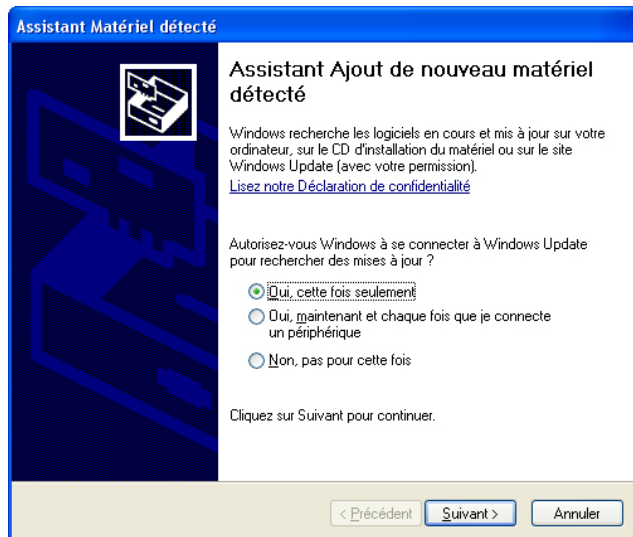 Assistant Matériel détecté
Assistant Ajout de nouveau matériel
détecté
Windows recherche les logiciels en cours et mis à jour sur votre
ordinateur, sur le CD d'installation du matériel ou sur le site
Windows Update (avec votre permission).
Lisez notre Déclaration de confidentialité
Autorisez-vous Windows à se connecter à Windows Update
pour rechercher des mises à jour ?
Oui, cette fois seulement
Oui, maintenant et chaque fois que je connecte
un périphérique
Non, pas pour cette fois
Cliquez sur Suivant pour continuer.
< Précédent
Suivant >
Annuler